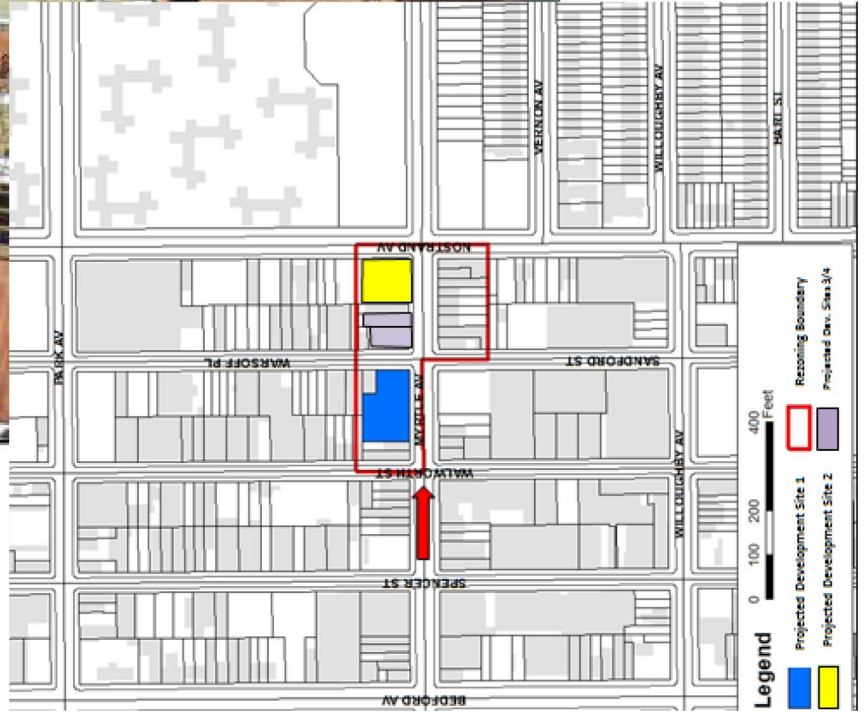 PARK AV
VERNON AV
WILLOUGHBY AV
HART ST
NOSTRAND AV
WARSOFF PL
SANDFORD ST
MYRTLE AV
WALWORTH ST
WILLOUGHBY AV
SPENCER ST
BEDFORD AV
0 100 200 400
Feet
Legend
Projected Development Site 1
Rezoning Boundary
Projected Development Site 2
Projected Dev. Sites 3/4